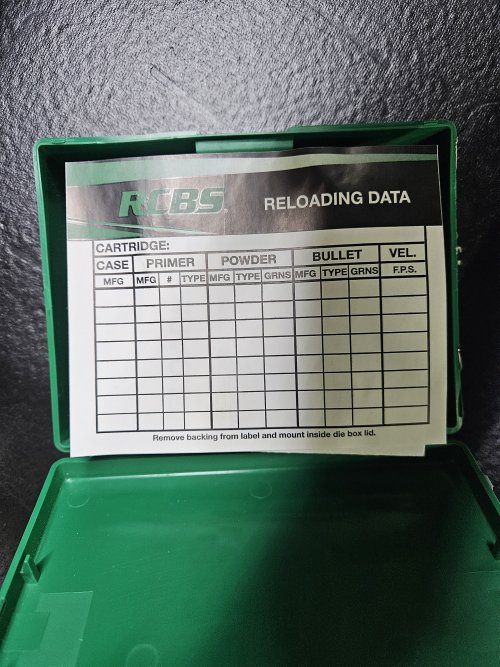 RCBS RELOADING DATA
CARTRIDGE:
CASE PRIMER POWDER BULLET VEL.
MFG MFG # TYPE MFG TYPE GRNS MFG TYPE GRNS F.P.S.
Remove backing from label and mount inside die box lid.